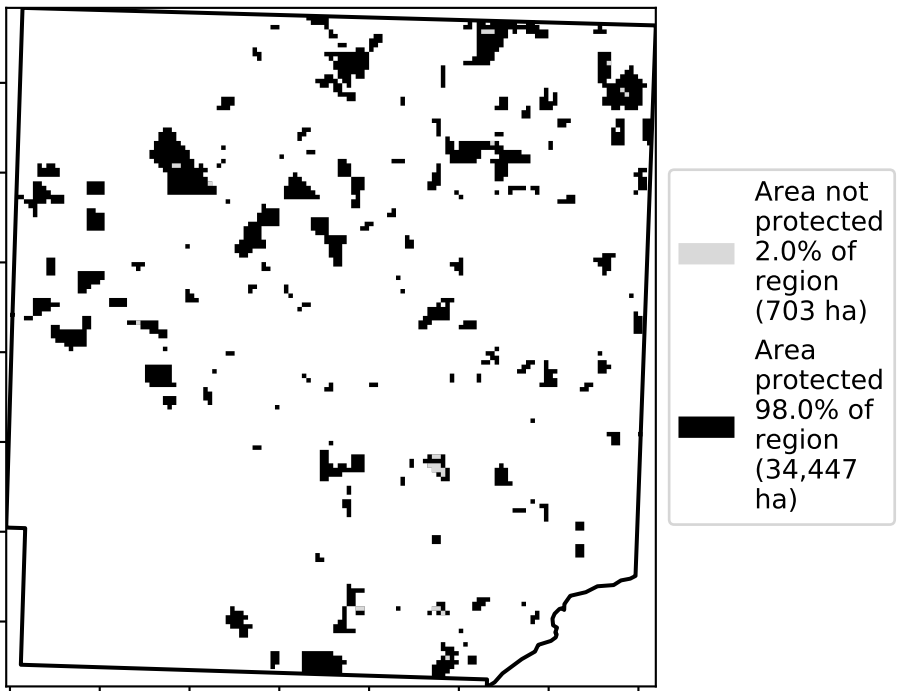 Area not
protected
2.0% of
region
(703 ha)
Area
protected
98.0% of
region
(34,447
ha)